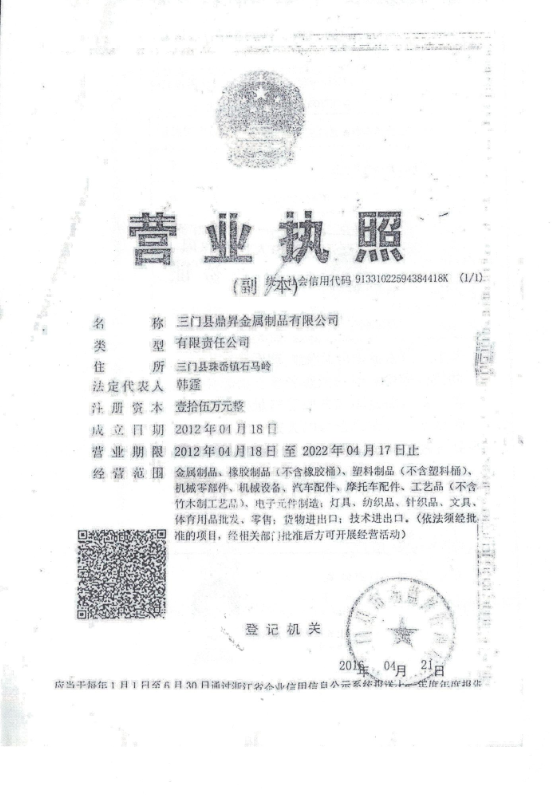 营业执照
(副 本)
统一社会信用代码 91331022594384418K (1/1)
名 称 三门县鼎昇金属制品有限公司
类 型 有限责任公司
住 所 三门县珠岙镇石马岭
法定代表人 韩霆
注册资本 壹拾伍万元整
成立日期 2012年04月18日
营业期限 2012年04月18日 至 2022年04月17日止
经营范围 金属制品、橡胶制品（不含橡胶桶）、塑料制品（不含塑料桶）、
机械零部件、机械设备、汽车配件、摩托车配件、工艺品（不含
竹木制工艺品）、电子元件制造；灯具、纺织品、针织品、文具、
体育用品批发、零售；货物进出口；技术进出口。（依法须经批
准的项目，经相关部门批准后方可开展经营活动）
登记机关
2016年 04月 21日
应当于每年1月1日至6月30日通过浙江省企业信用信息公示系统报送上一年度年度报告